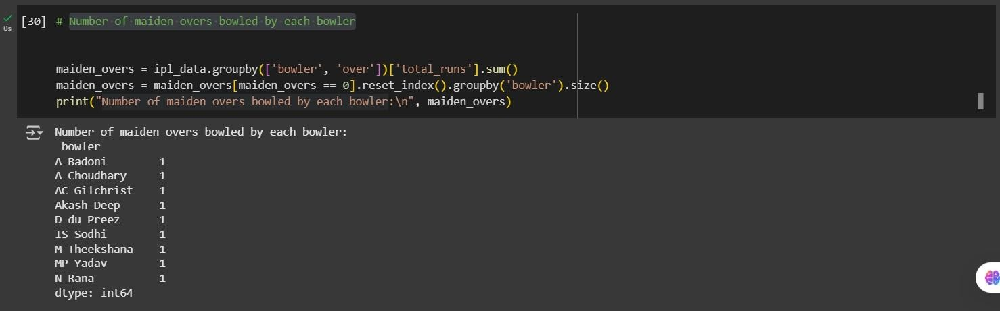 [30] # Number of maiden overs bowled by each bowler
0s
maiden_overs = ipl_data.groupby(['bowler', 'over'])['total_runs'].sum()
maiden_overs = maiden_overs[maiden_overs == 0].reset_index().groupby('bowler').size()
print("Number of maiden overs bowled by each bowler:\n", maiden_overs)
Number of maiden overs bowled by each bowler:
 bowler
A Badoni        1
A Choudhary     1
AC Gilchrist    1
Akash Deep      1
D du Preez      1
IS Sodhi        1
M Theekshana    1
MP Yadav        1
N Rana          1
dtype: int64